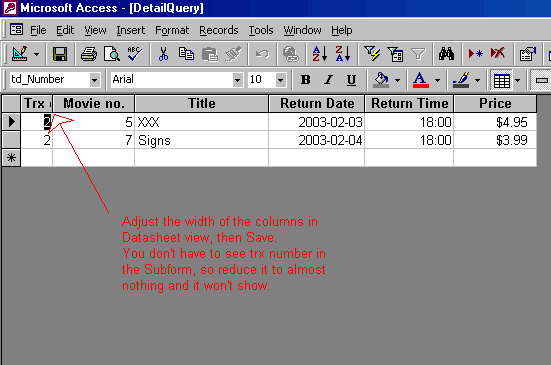 Microsoft Access - [DetailQuery]
File Edit View Insert Format Records Tools Window Help
td_Number Arial 10 B I U
Trx Movie no. Title Return Date Return Time Price
2 5 XXX 2003-02-03 18:00 $4.95
2 7 Signs 2003-02-04 18:00 $3.99
Adjust the width of the columns in
Datasheet view, then Save.
You don't have to see trx number in
the Subform, so reduce it to almost
nothing and it won't show.